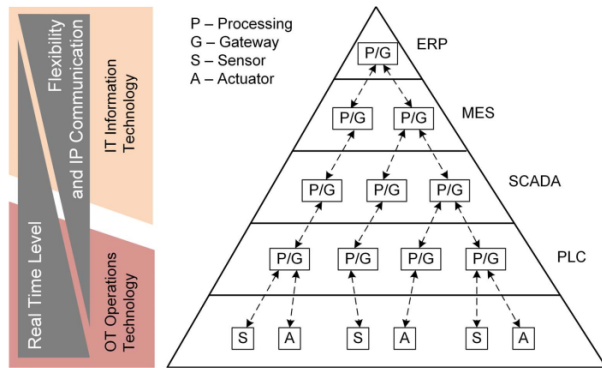 Flexibility
and IP Communication
Real Time Level
IT Information
Technology
OT Operations
Technology
P – Processing
G – Gateway
S – Sensor
A – Actuator
P/G
ERP
P/G P/G
MES
P/G P/G P/G
SCADA
P/G P/G P/G P/G
PLC
S A S A S A